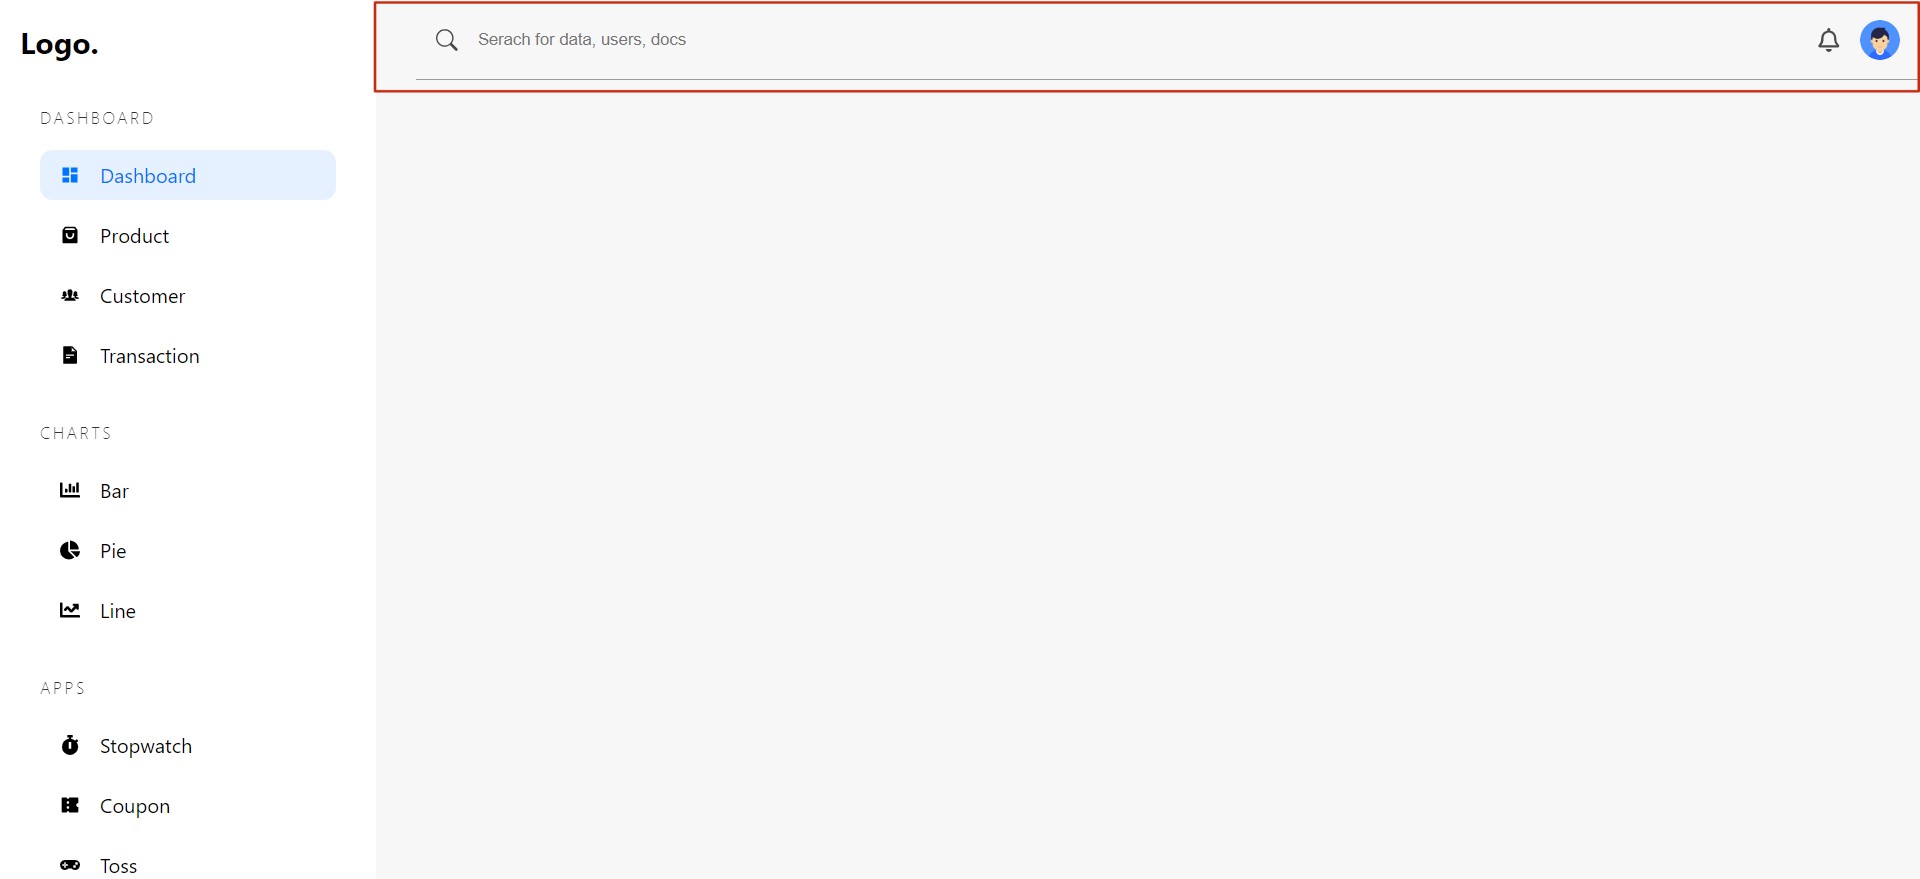 Logo.
Serach for data, users, docs
DASHBOARD
Dashboard
Product
Customer
Transaction
CHARTS
Bar
Pie
Line
APPS
Stopwatch
Coupon
Toss